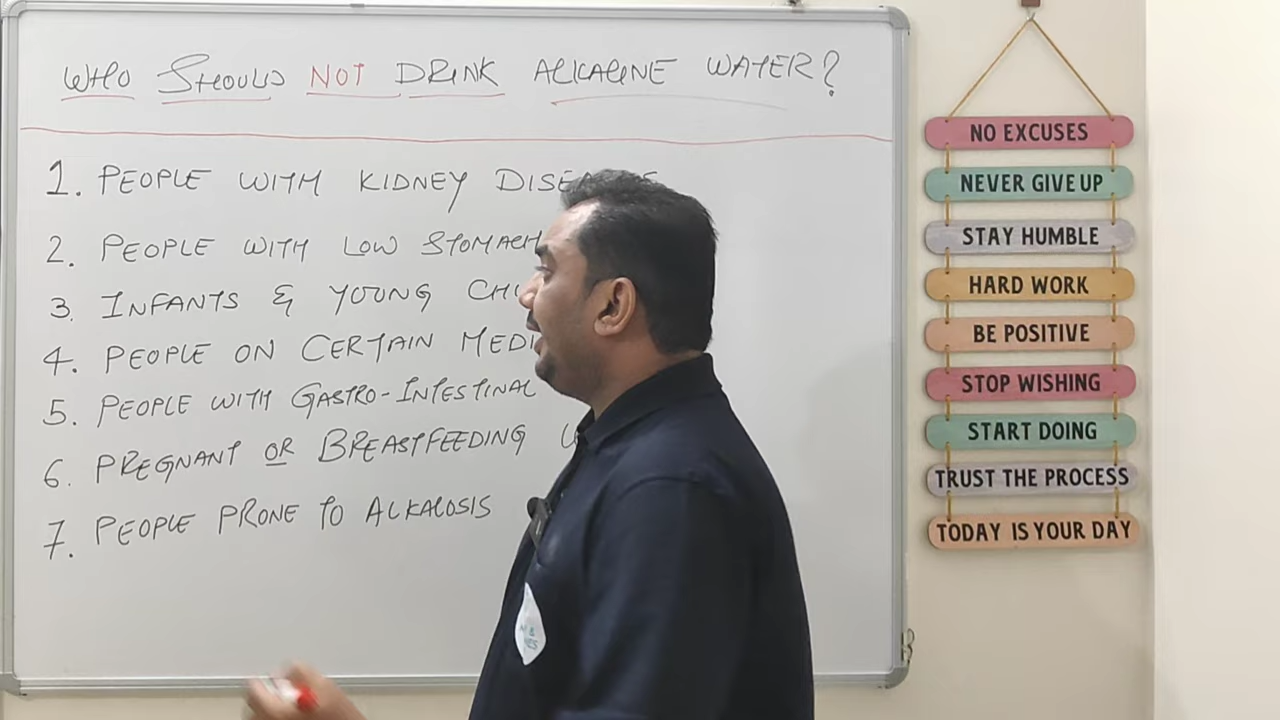 WHO SHOULD NOT DRINK ALKALINE WATER?
1. PEOPLE WITH KIDNEY
2. PEOPLE WITH LOW STOMACH
3. INFANTS & YOUNG
4. PEOPLE ON CERTAIN
5. PEOPLE WITH GASTRO-INTESTINAL
6. PREGNANT OR BREASTFEEDING
7. PEOPLE PRONE TO ALKALOSIS
NO EXCUSES
NEVER GIVE UP
STAY HUMBLE
HARD WORK
BE POSITIVE
STOP WISHING
START DOING
TRUST THE PROCESS
TODAY IS YOUR DAY